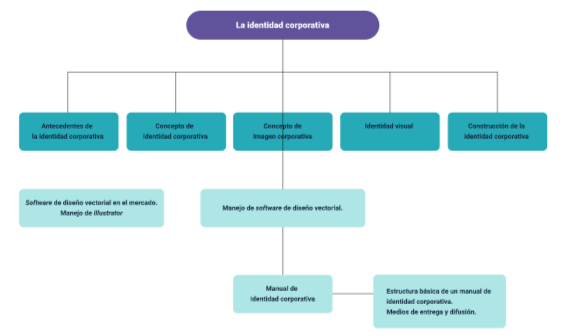 La identidad corporativa
Antecedentes de
la identidad corporativa
Concepto de
identidad corporativa
Concepto de
Imagen corporativa
Identidad visual
Construcción de la
identidad corporativa
Software de diseño vectorial en el mercado.
Manejo de Illustrator
Manejo de software de diseño vectorial.
Manual de
identidad corporativa
Estructura básica de un manual de
identidad corporativa.
Medios de entrega y difusión.